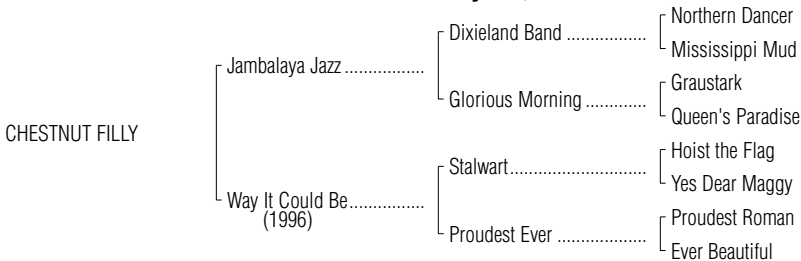 Northern Dancer
Dixieland Band .................
Mississippi Mud
Jambalaya Jazz ................
Graustark
Glorious Morning .............
Queen's Paradise
CHESTNUT FILLY
Hoist the Flag
Stalwart............................
Yes Dear Maggy
Way It Could Be...............
(1996)
Proudest Roman
Proudest Ever ...................
Ever Beautiful